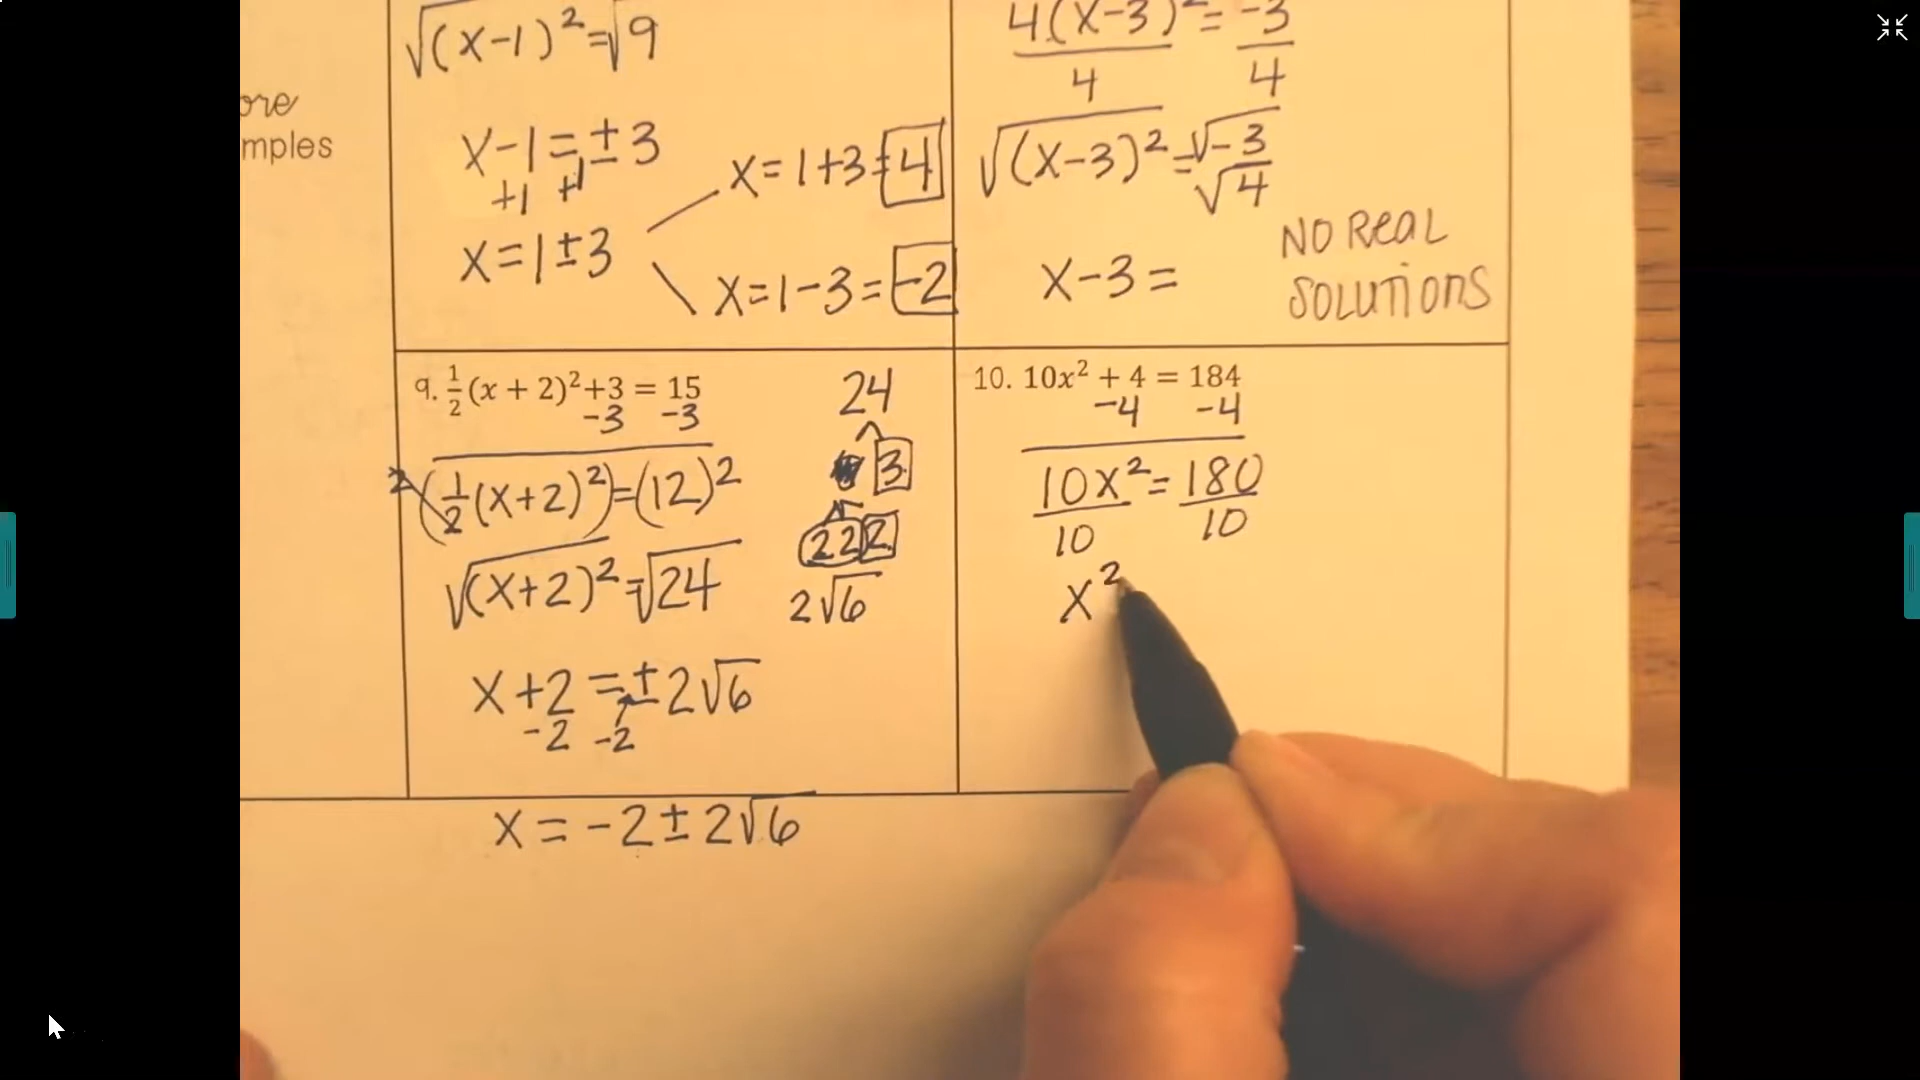 ore
mples
√(x-1)²=√9
x-1=±3
+1 +1
x=1±3
x=1+3=4
x=1-3=-2
4(x-3)²=-3
4 4
√(x-3)²=√-3
√4
x-3=
NO REAL
SOLUTIONS
9. 1/2(x + 2)²+3 = 15
-3 -3
2(1/2(x+2)²)=(12)2
√(x+2)²=√24
x+2=±2√6
-2 -2
x=-2±2√6
24
3
222
2√6
10. 10x² + 4 = 184
-4 -4
10x²=180
10 10
x²